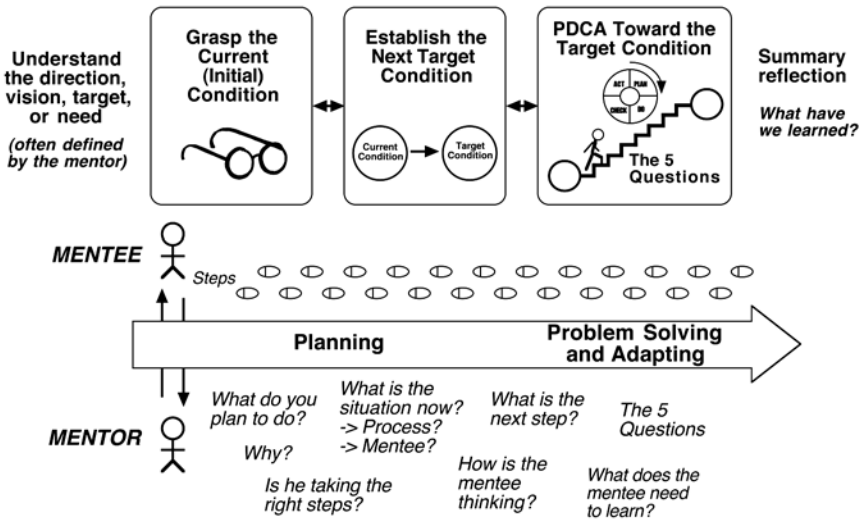 Understand
the direction,
vision, target,
or need
(often defined
by the mentor)
Grasp the
Current
(Initial)
Condition
Establish the
Next Target
Condition
Current
Condition
Target
Condition
PDCA Toward the
Target Condition
ACT PLAN
CHECK DO
The 5
Questions
Summary
reflection
What have
we learned?
MENTEE
Steps
Planning
Problem Solving
and Adapting
MENTOR
What do you
plan to do?
Why?
Is he taking the
right steps?
What is the
situation now?
-> Process?
-> Mentee?
What is the
next step?
How is the
mentee
thinking?
The 5
Questions
What does the
mentee need
to learn?